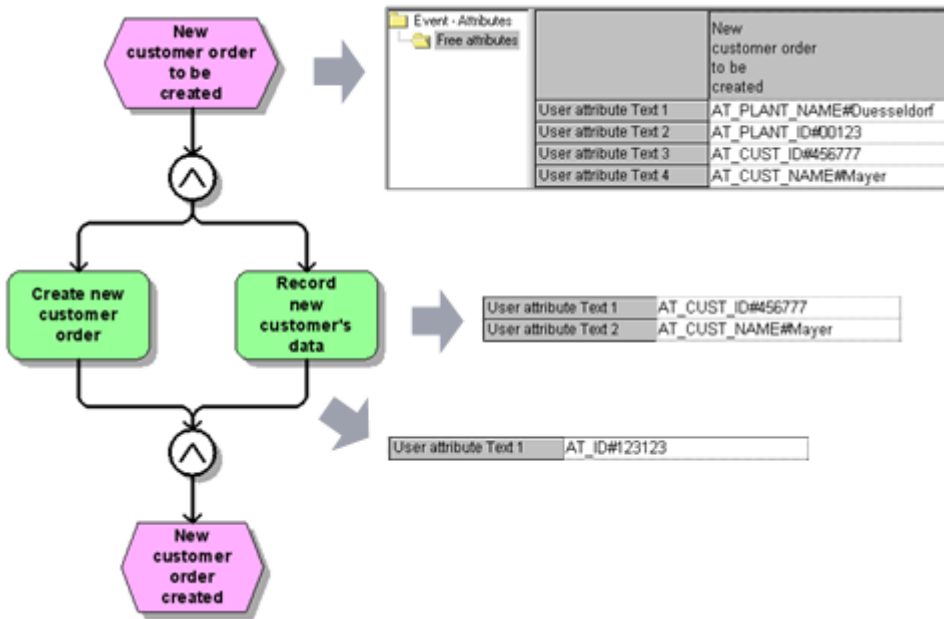 New
customer order
to be
created
Event - Attributes
Free attributes
New
customer order
to be
created
User attribute Text 1 AT_PLANT_NAME#Duesseldorf
User attribute Text 2 AT_PLANT_ID#00123
User attribute Text 3 AT_CUST_ID#456777
User attribute Text 4 AT_CUST_NAME#Mayer
Create new
customer
order
Record
new
customer's
data
User attribute Text 1 AT_CUST_ID#456777
User attribute Text 2 AT_CUST_NAME#Mayer
User attribute Text 1 AT_ID#123123
New
customer
order
created